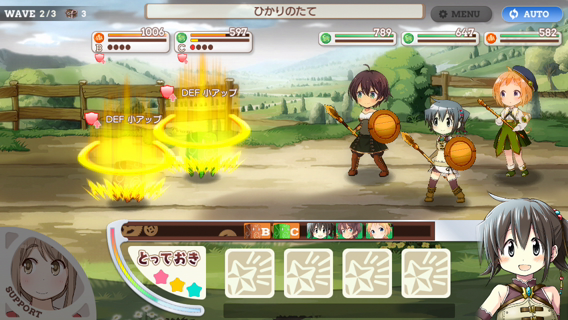 WAVE 2/3 3
ひかりのたて
MENU
AUTO
B 1006
C 597
789
647
582
DEF 小アップ
DEF 小アップ
B C
とっておき
SUPPORT